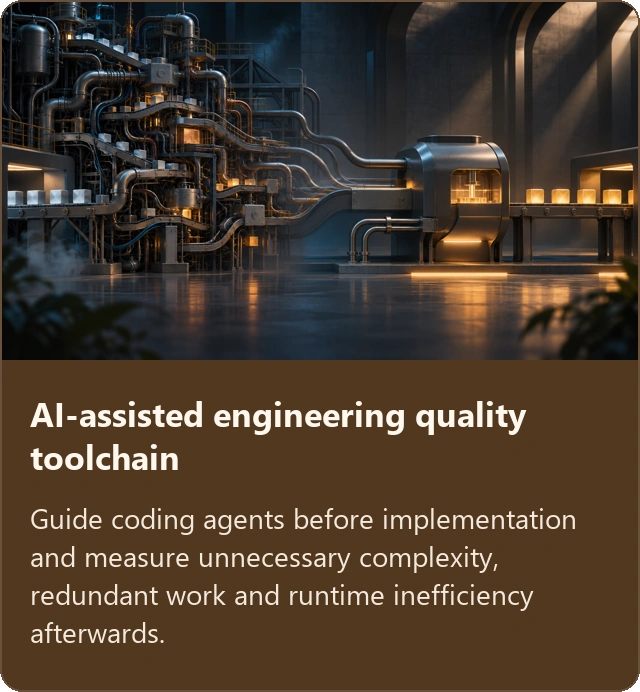 AI-assisted engineering quality
toolchain
Guide coding agents before implementation
and measure unnecessary complexity,
redundant work and runtime inefficiency
afterwards.